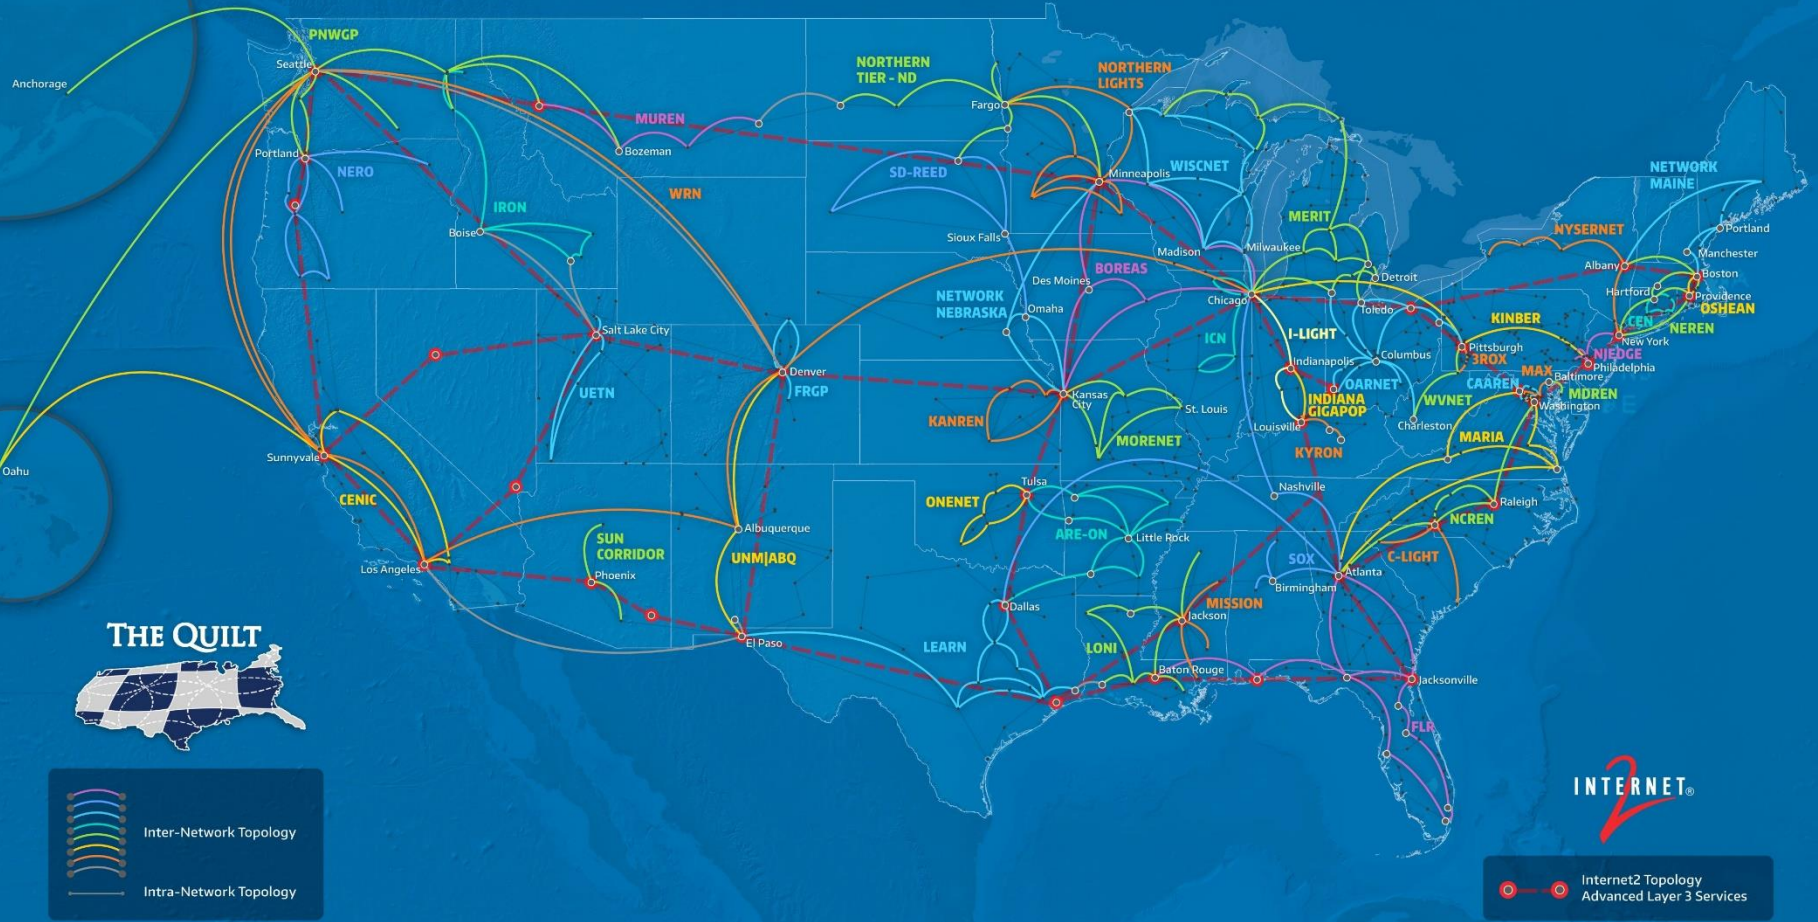 PNWGP
Seattle
Anchorage
NORTHERN
TIER - ND
NORTHERN
LIGHTS
Fargo
MUREN
Bozeman
Portland
NERO
SD-REED
WISCNET
Minneapolis
NETWORK
MAINE
WRN
IRON
Boise
MERIT
Sioux Falls
Madison
Milwaukee
NYSERNET
Portland
Manchester
Albany
Boston
BOREAS
Des Moines
Detroit
Chicago
Hartford
Providence
OSHEAN
NETWORK
NEBRASKA
Omaha
Toledo
KINBER
CEN
NEREN
New York
Salt Lake City
ICN
I-LIGHT
Pittsburgh
3ROX
NJEDGE
Philadelphia
Indianapolis
Columbus
Denver
FRGP
UETN
OARNET
CAAREN
MAX
Baltimore
MDREN
Washington
Kansas
City
St. Louis
INDIANA
GIGAPOP
WVNET
KANREN
MORENET
Louisville
KYRON
Charleston
MARIA
Sunnyvale
Oahu
CENIC
Tulsa
ONENET
Nashville
Raleigh
NCREN
Albuquerque
ARE-ON
Little Rock
SUN
CORRIDOR
UNM|ABQ
SOX
C-LIGHT
Los Angeles
Phoenix
Atlanta
Birmingham
Dallas
MISSION
Jackson
El Paso
LEARN
LONI
Baton Rouge
Jacksonville
FLR
THE QUILT
Inter-Network Topology
Intra-Network Topology
INTERNET®
2
Internet2 Topology
Advanced Layer 3 Services